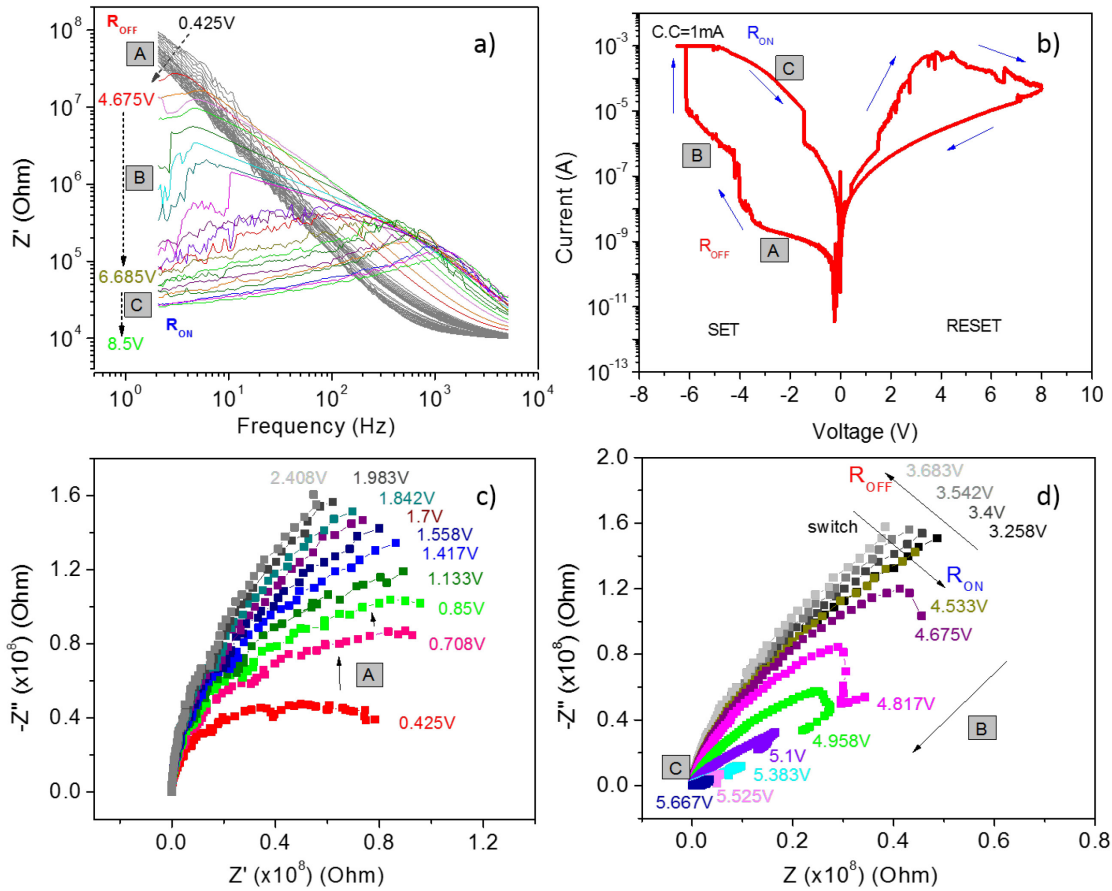 a)
R_OFF
0.425V
A
4.675V
B
6.685V
C
R_ON
8.5V
10^8
10^7
10^6
10^5
10^4
10^0
10^1
10^2
10^3
10^4
Z' (Ohm)
Frequency (Hz)
b)
C.C=1mA
R_ON
C
B
A
R_OFF
SET
RESET
10^-3
10^-5
10^-7
10^-9
10^-11
10^-13
-8
-6
-4
-2
0
2
4
6
8
10
Current (A)
Voltage (V)
c)
2.408V
1.983V
1.842V
1.7V
1.558V
1.417V
1.133V
0.85V
0.708V
A
0.425V
1.6
1.2
0.8
0.4
0.0
0.0
0.4
0.8
1.2
-Z'' (x10^8) (Ohm)
Z' (x10^8) (Ohm)
d)
R_OFF
3.683V
3.542V
3.4V
3.258V
switch
R_ON
4.533V
4.675V
4.817V
B
4.958V
5.1V
5.383V
C
5.525V
5.667V
2.0
1.6
1.2
0.8
0.4
0.0
0.0
0.2
0.4
0.6
0.8
-Z'' (x10^8) (Ohm)
Z (x10^8) (Ohm)